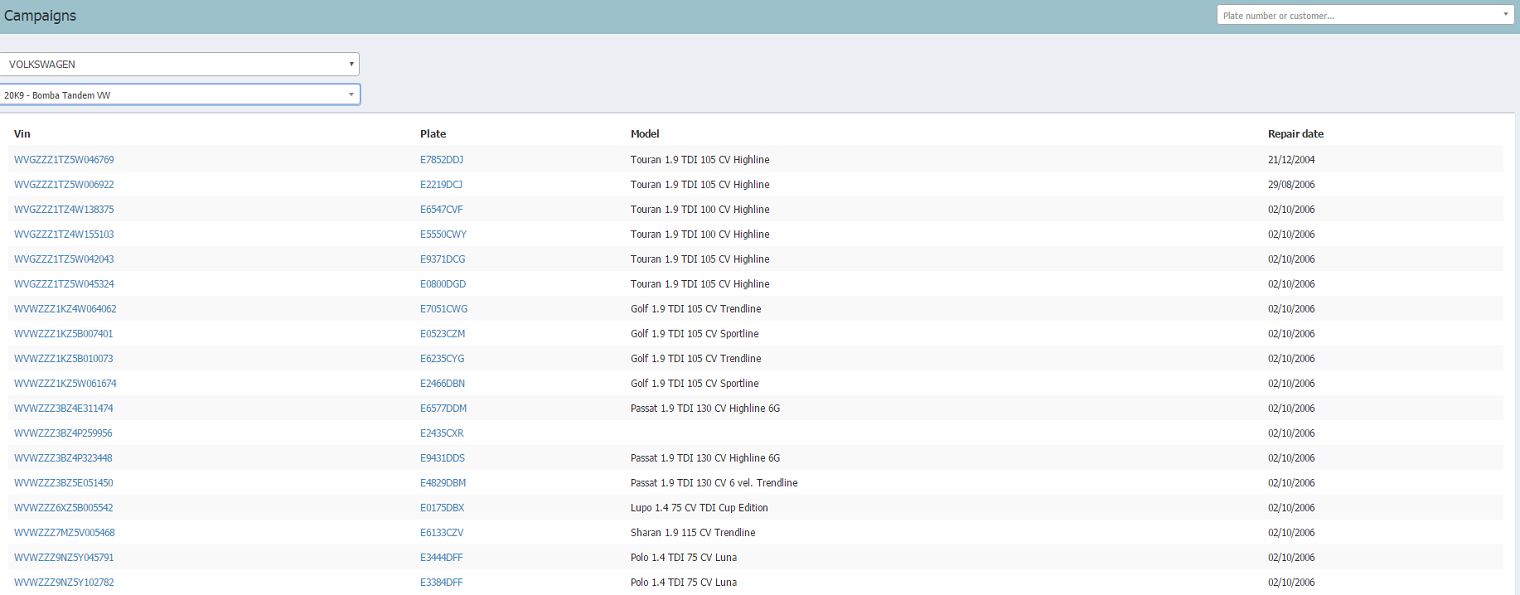 Campaigns Plate number or customer...
VOLKSWAGEN
20K9 - Bomba Tandem VW
Vin Plate Model Repair date
WVGZZZ1TZ5W046769 E7852DDJ Touran 1.9 TDI 105 CV Highline 21/12/2004
WVGZZZ1TZ5W006922 E2219DCJ Touran 1.9 TDI 105 CV Highline 29/08/2006
WVGZZZ1TZ4W138375 E6547CVF Touran 1.9 TDI 100 CV Highline 02/10/2006
WVGZZZ1TZ4W155103 E5550CWY Touran 1.9 TDI 100 CV Highline 02/10/2006
WVGZZZ1TZ5W042043 E9371DCG Touran 1.9 TDI 105 CV Highline 02/10/2006
WVGZZZ1TZ5W045324 E0800DGD Touran 1.9 TDI 105 CV Highline 02/10/2006
WVWZZZ1KZ4W064062 E7051CWG Golf 1.9 TDI 105 CV Trendline 02/10/2006
WVWZZZ1KZ5B007401 E0523CZM Golf 1.9 TDI 105 CV Sportline 02/10/2006
WVWZZZ1KZ5B010073 E6235CYG Golf 1.9 TDI 105 CV Trendline 02/10/2006
WVWZZZ1KZ5W061674 E2466DBN Golf 1.9 TDI 105 CV Sportline 02/10/2006
WVWZZZ3BZ4E311474 E6577DDM Passat 1.9 TDI 130 CV Highline 6G 02/10/2006
WVWZZZ3BZ4P259956 E2435CXR 02/10/2006
WVWZZZ3BZ4P323448 E9431DDS Passat 1.9 TDI 130 CV Highline 6G 02/10/2006
WVWZZZ3BZ5E051450 E4829DBM Passat 1.9 TDI 130 CV 6 vel. Trendline 02/10/2006
WVWZZZ6XZ5B005542 E0175DBX Lupo 1.4 75 CV TDI Cup Edition 02/10/2006
WVWZZZ7MZ5V005468 E6133CZV Sharan 1.9 115 CV Trendline 02/10/2006
WVWZZZ9NZ5Y045791 E3444DFF Polo 1.4 TDI 75 CV Luna 02/10/2006
WVWZZZ9NZ5Y102782 E3384DFF Polo 1.4 TDI 75 CV Luna 02/10/2006